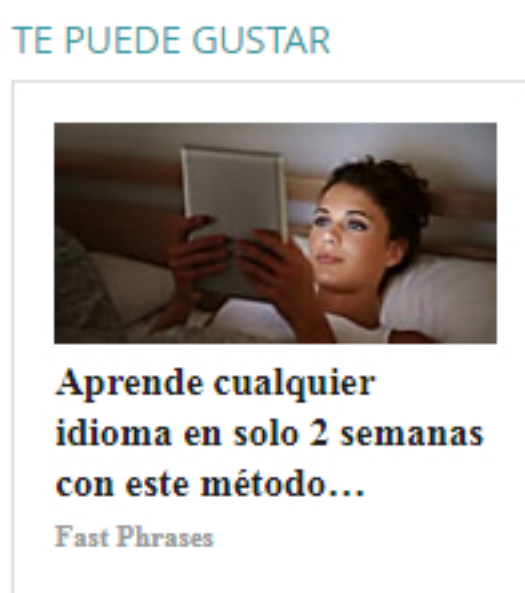 TE PUEDE GUSTAR
Aprende cualquier
idioma en solo 2 semanas
con este método...
Fast Phrases